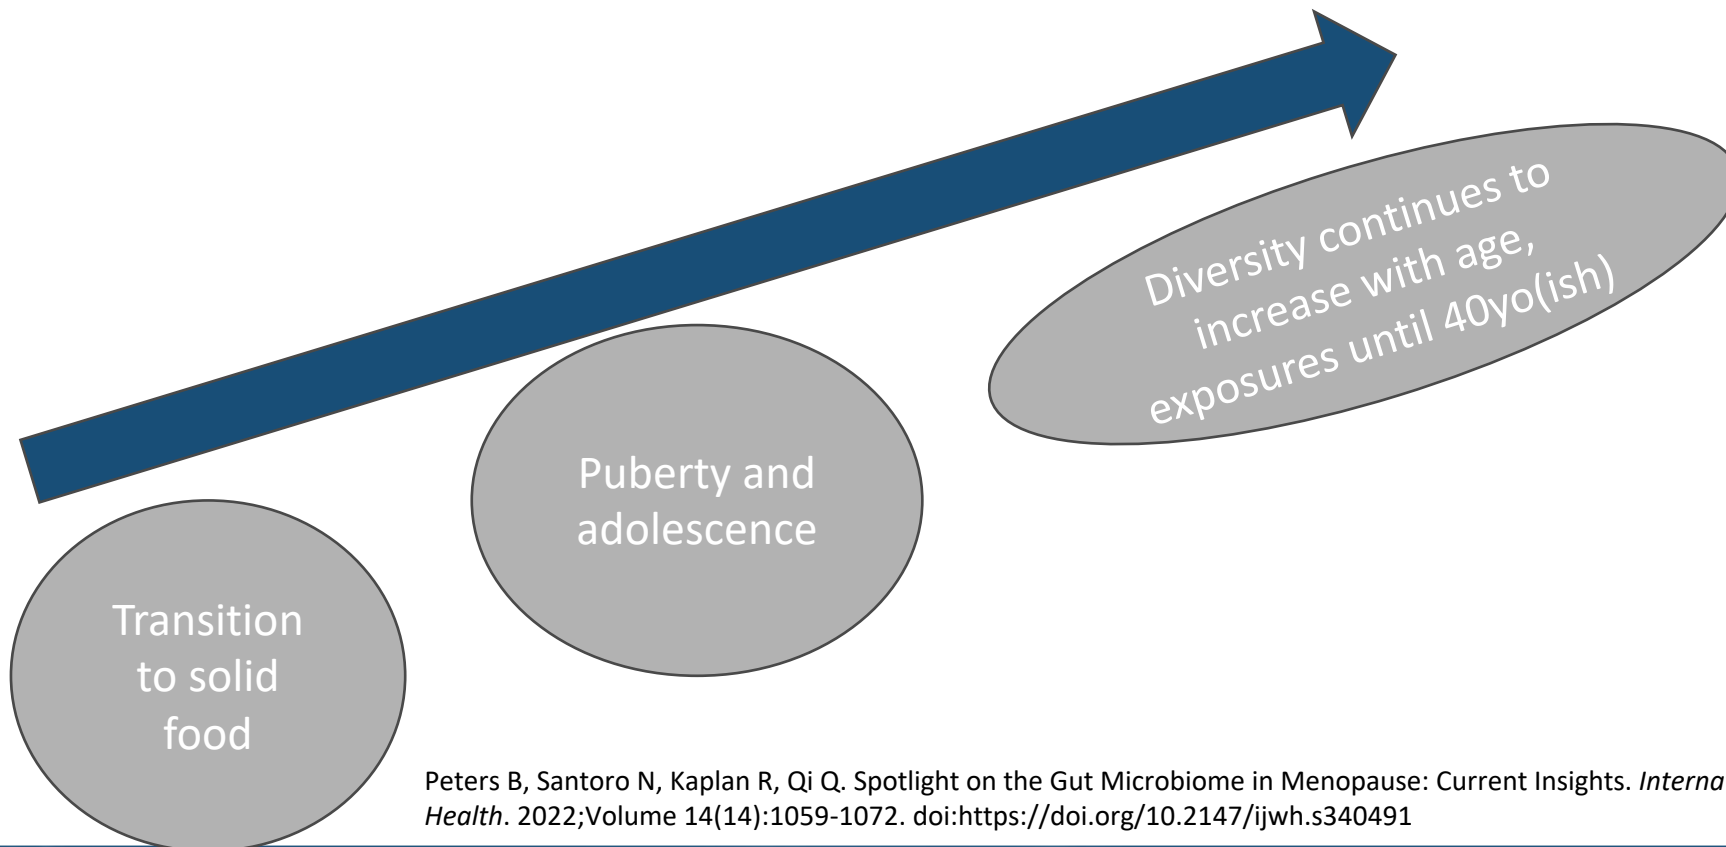 Diversity continues to
increase with age,
exposures until 40yo(ish)
Puberty and
adolescence
Transition
to solid
food
Peters B, Santoro N, Kaplan R, Qi Q. Spotlight on the Gut Microbiome in Menopause: Current Insights. Interna
Health. 2022;Volume 14(14):1059-1072. doi:https://doi.org/10.2147/ijwh.s340491